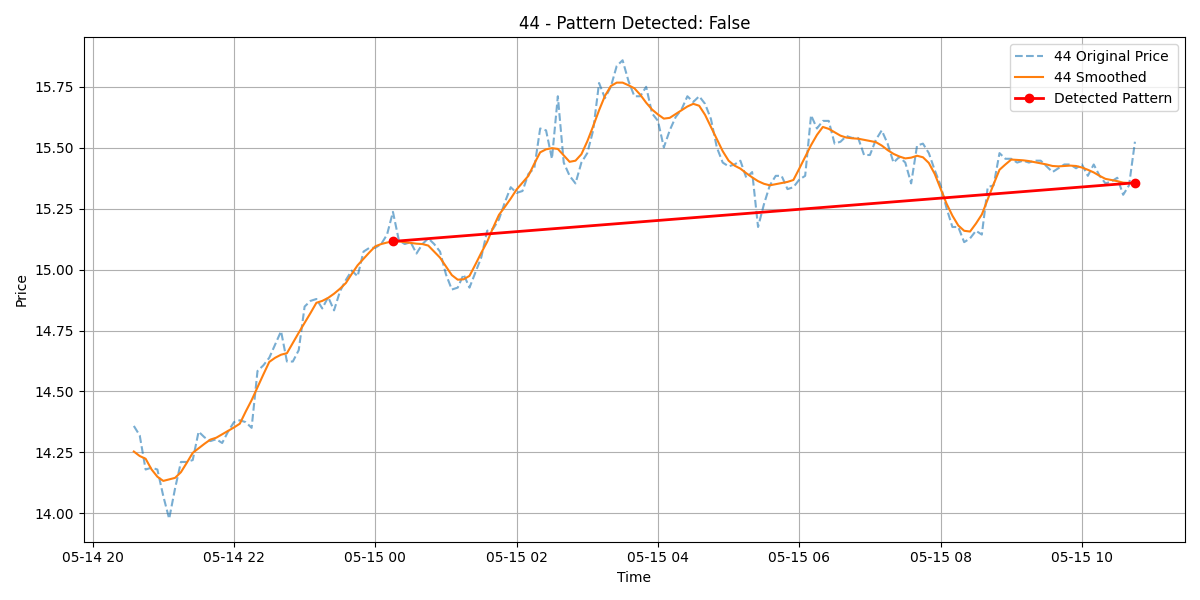 44 - Pattern Detected: False
44 Original Price
44 Smoothed
Detected Pattern
Price
15.75
15.50
15.25
15.00
14.75
14.50
14.25
14.00
05-14 20
05-14 22
05-15 00
05-15 02
05-15 04
05-15 06
05-15 08
05-15 10
Time